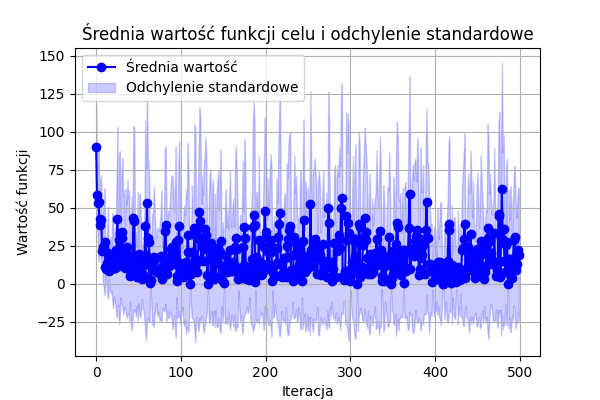 Średnia wartość funkcji celu i odchylenie standardowe
150
125
100
75
50
25
0
−25
Wartość funkcji
Średnia wartość
Odchylenie standardowe
0 100 200 300 400 500
Iteracja